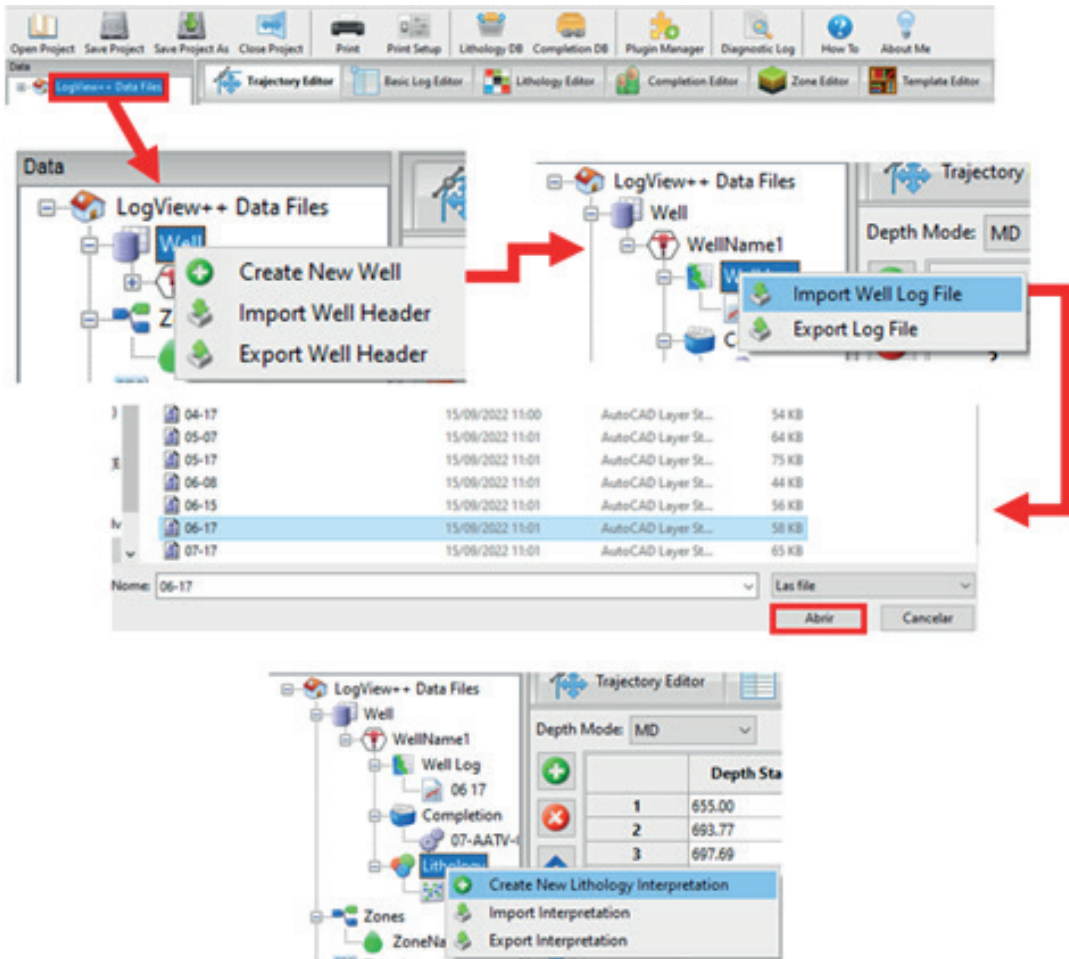 Open Project Save Project Save Project As Close Project Print Print Setup Lithology DB Completion DB Plugin Manager Diagnostic Log How To About Me
Data
LogView++ Data Files Trajectory Editor Basic Log Editor Lithology Editor Completion Editor Zone Editor Template Editor
Data
LogView++ Data Files
Well
Create New Well
Import Well Header
Export Well Header
Z
LogView++ Data Files
Well
WellName1
Import Well Log File
Export Log File
C
Trajectory
Depth Mode: MD
04-17 15/09/2022 11:00 AutoCAD Layer St... 54 KB
05-07 15/09/2022 11:01 AutoCAD Layer St... 64 KB
05-17 15/09/2022 11:01 AutoCAD Layer St... 75 KB
06-08 15/09/2022 11:01 AutoCAD Layer St... 44 KB
06-15 15/09/2022 11:01 AutoCAD Layer St... 56 KB
06-17 15/09/2022 11:01 AutoCAD Layer St... 58 KB
07-17 15/09/2022 11:01 AutoCAD Layer St... 65 KB
Nome: 06-17 Las file
Abrir Cancelar
LogView++ Data Files
Well
WellName1
Well Log
06 17
Completion
07-AATV-
Lithology
Zones
ZoneNa
Create New Lithology Interpretation
Import Interpretation
Export Interpretation
Trajectory Editor
Depth Mode: MD
Depth Sta
1 655.00
2 693.77
3 697.69